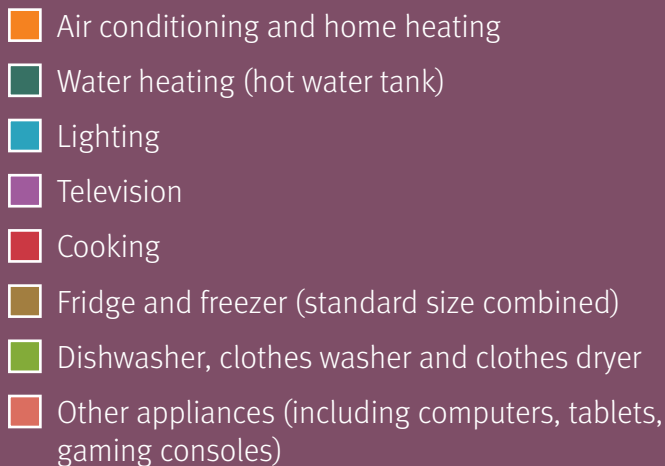 Air conditioning and home heating
Water heating (hot water tank)
Lighting
Television
Cooking
Fridge and freezer (standard size combined)
Dishwasher, clothes washer and clothes dryer
Other appliances (including computers, tablets,
gaming consoles)